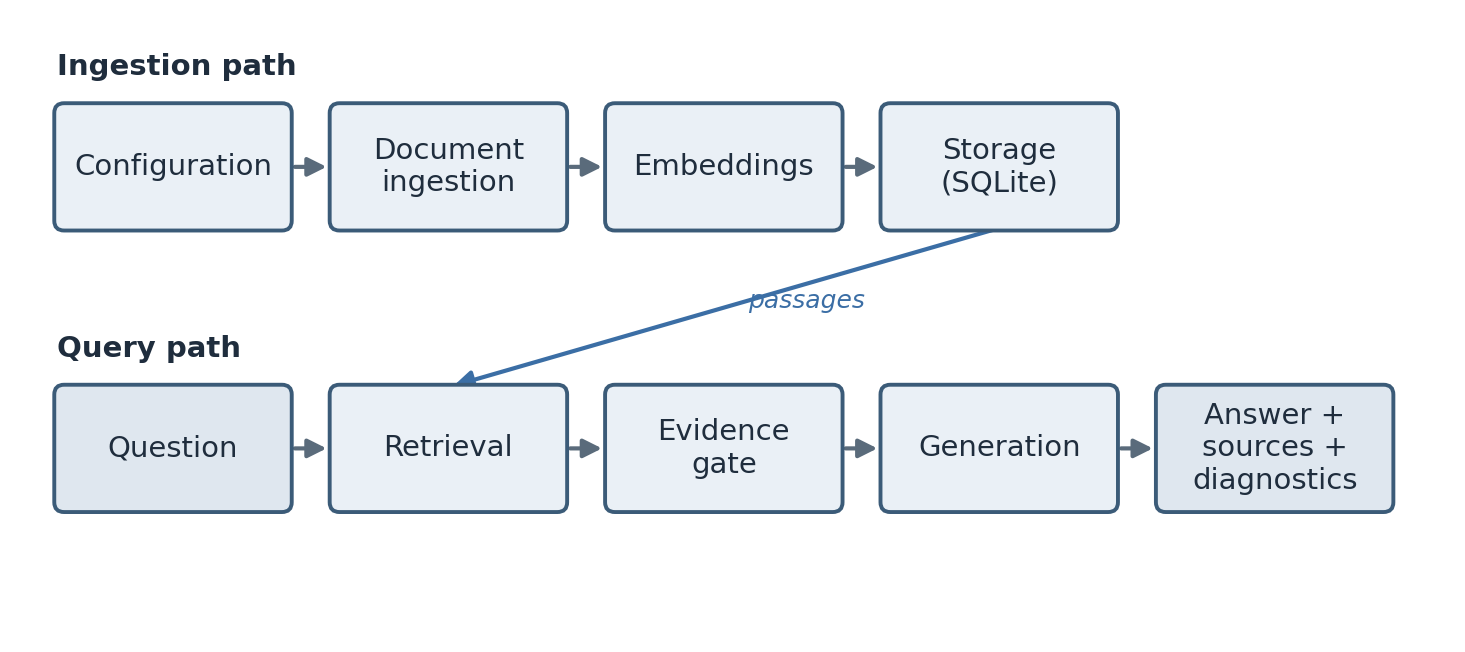 Ingestion path
Configuration
Document
ingestion
Embeddings
Storage
(SQLite)
passages
Query path
Question
Retrieval
Evidence
gate
Generation
Answer +
sources +
diagnostics